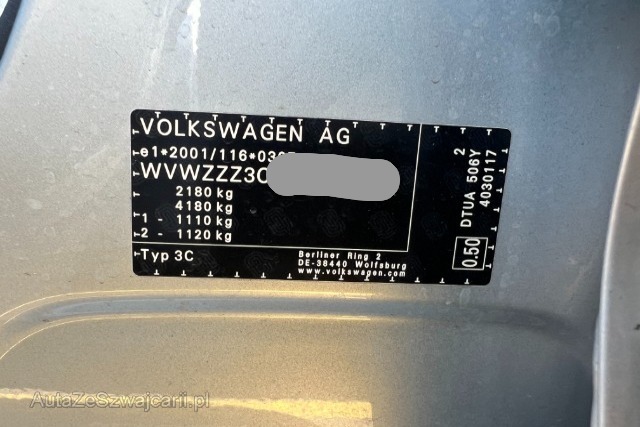 VOLKSWAGEN AG
e1*2001/116*03
WVWZZZ3C
2180 kg
4180 kg
1 - 1110 kg
2 - 1120 kg
Typ 3C
Berliner Ring 2
DE-38440 Wolfsburg
www.volkswagen.com
0.50
DTUA 506Y 2
4030117
AutaZeSzwajcarii.pl